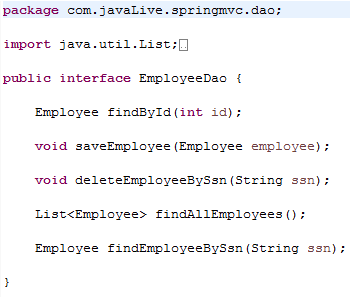 package com.javaLive.springmvc.dao;
import java.util.List;
public interface EmployeeDao {
Employee findById(int id);
void saveEmployee(Employee employee);
void deleteEmployeeBySsn(String ssn);
List<Employee> findAllEmployees();
Employee findEmployeeBySsn(String ssn);
}